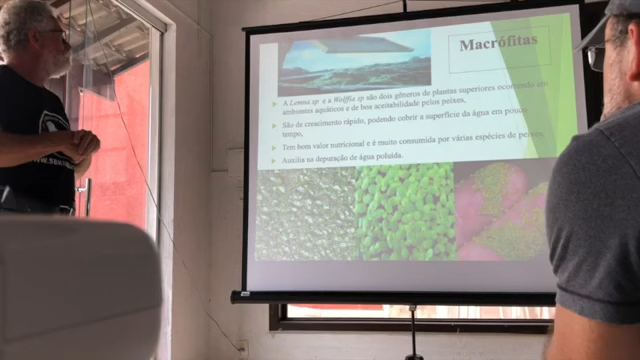 Macrófitas
A Lemna sp e a Wolffia sp são dois gêneros de plantas superiores ocorrendo em
ambientes aquáticos e de boa aceitabilidade pelos peixes,
São de crescimento rápido, podendo cobrir a superfície da água em pouco
tempo,
Tem bom valor nutricional e é muito consumida por várias espécies de peixes,
Auxilia na depuração de água poluída.